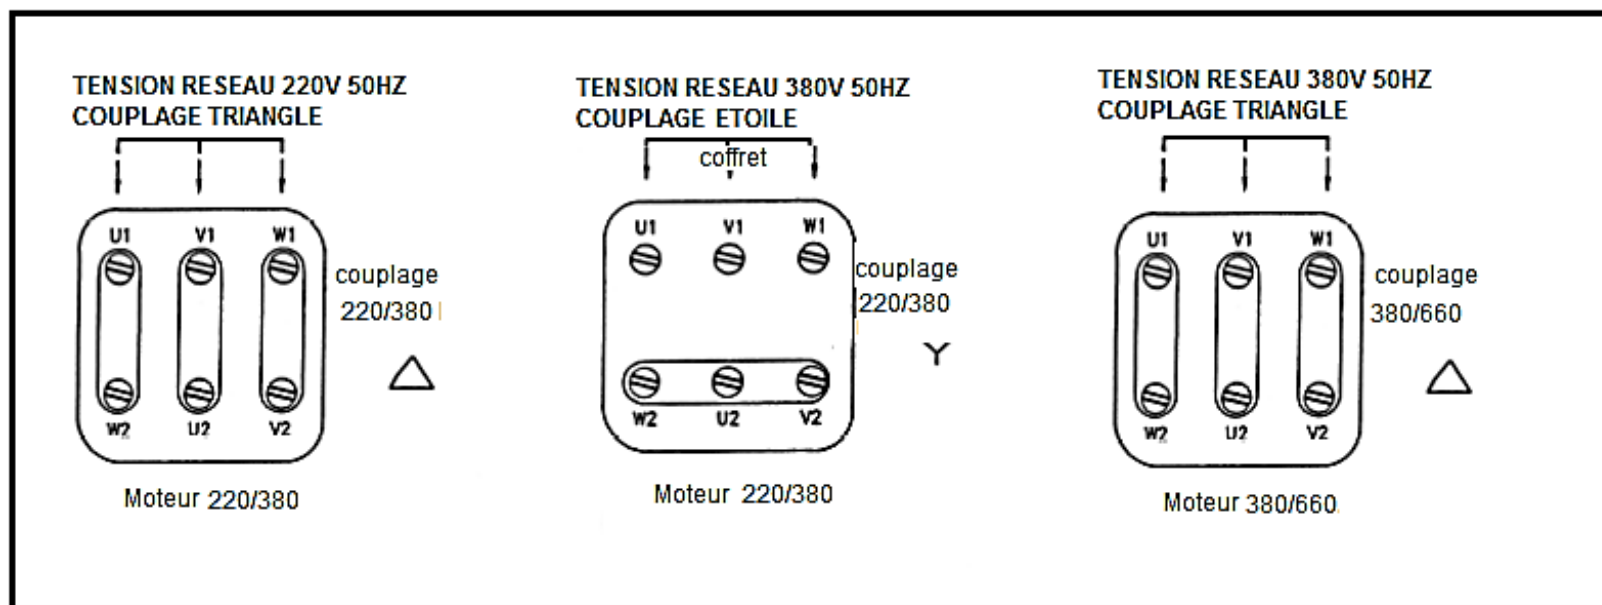 TENSION RESEAU 220V 50HZ
COUPLAGE TRIANGLE
U1 V1 W1
W2 U2 V2
couplage
220/380
Moteur 220/380
TENSION RESEAU 380V 50HZ
COUPLAGE ETOILE
coffret
U1 V1 W1
W2 U2 V2
couplage
220/380
Moteur 220/380
TENSION RESEAU 380V 50HZ
COUPLAGE TRIANGLE
U1 V1 W1
W2 U2 V2
couplage
380/660
Moteur 380/660